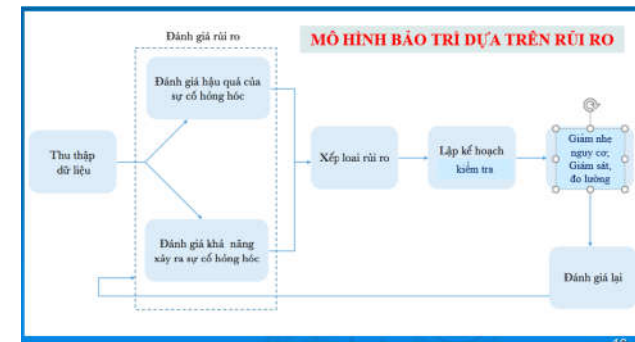 Đánh giá rủi ro
MÔ HÌNH BẢO TRÌ DỰA TRÊN RỦI RO
Đánh giá hậu quả của
sự cố hỏng hóc
Thu thập
dữ liệu
Xếp loại rủi ro
Lập kế hoạch
kiểm tra
Giảm nhẹ
nguy cơ;
Giám sát,
đo lường
Đánh giá khả năng
xảy ra sự cố hỏng hóc
Đánh giá lại